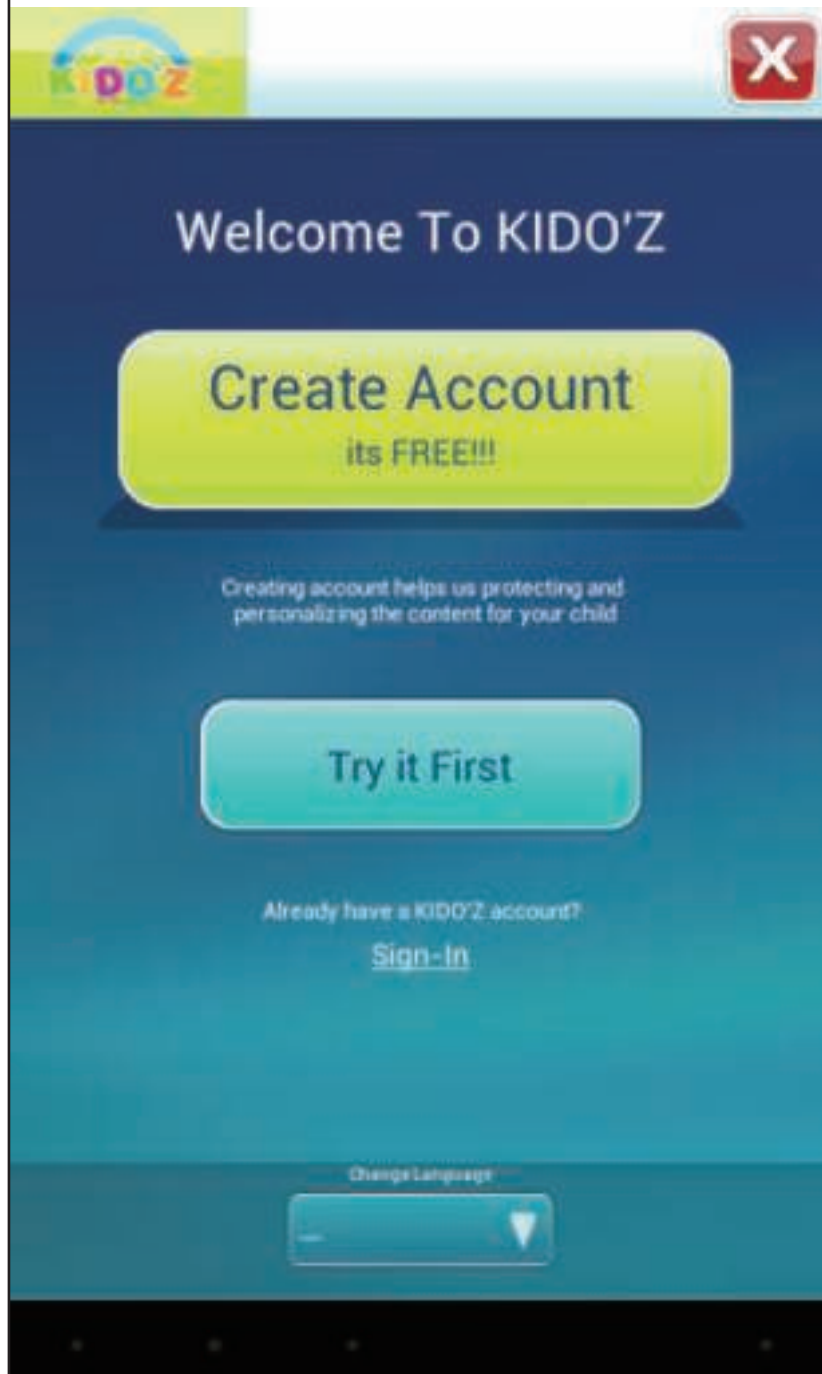 KIDO'Z
Welcome To KIDO'Z
Create Account
its FREE!!!
Creating account helps us protecting and
personalizing the content for your child
Try it First
Already have a KIDO'Z account?
Sign-In
Change Language